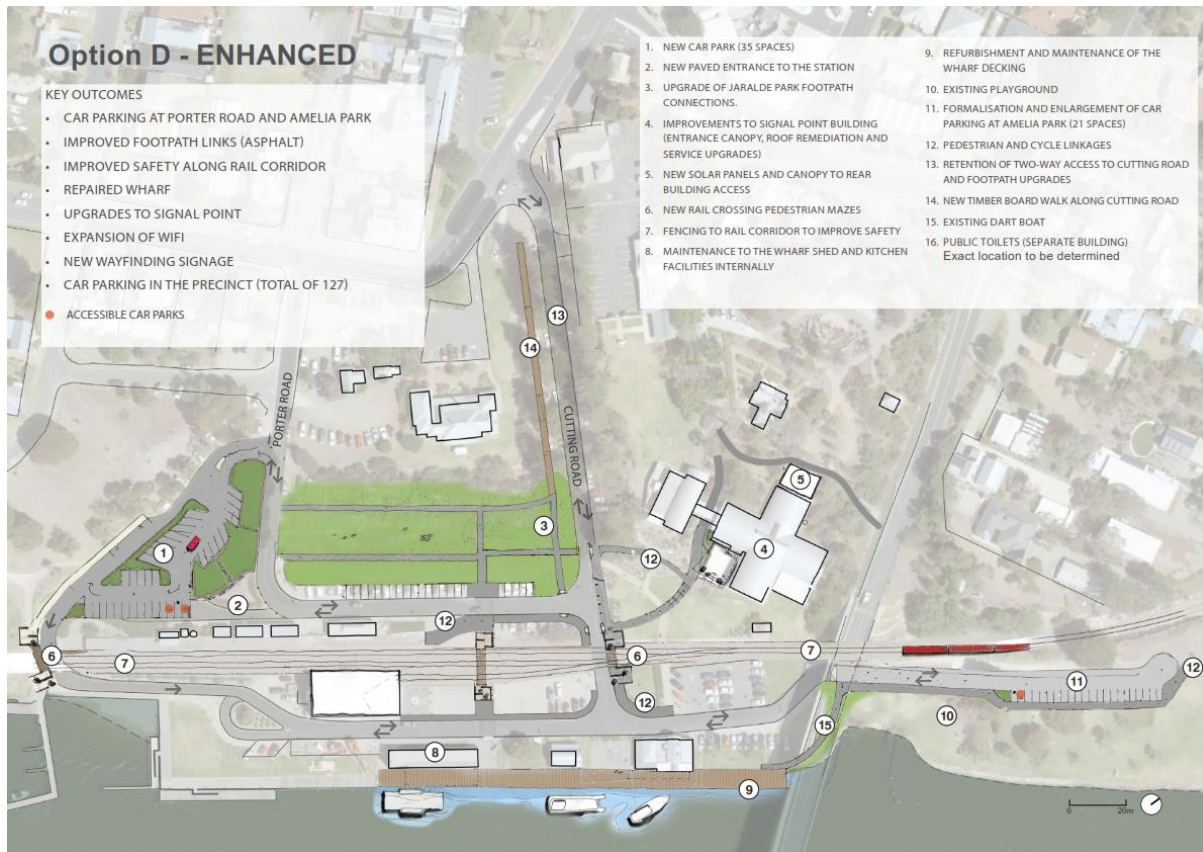 Option D - ENHANCED
KEY OUTCOMES
• CAR PARKING AT PORTER ROAD AND AMELIA PARK
• IMPROVED FOOTPATH LINKS (ASPHALT)
• IMPROVED SAFETY ALONG RAIL CORRIDOR
• REPAIRED WHARF
• UPGRADES TO SIGNAL POINT
• EXPANSION OF WIFI
• NEW WAYFINDING SIGNAGE
• CAR PARKING IN THE PRECINCT (TOTAL OF 127)
ACCESSIBLE CAR PARKS
1. NEW CAR PARK (35 SPACES)
2. NEW PAVED ENTRANCE TO THE STATION
3. UPGRADE OF JARALDE PARK FOOTPATH
CONNECTIONS.
4. IMPROVEMENTS TO SIGNAL POINT BUILDING
(ENTRANCE CANOPY, ROOF REMEDIATION AND
SERVICE UPGRADES)
5. NEW SOLAR PANELS AND CANOPY TO REAR
BUILDING ACCESS
6. NEW RAIL CROSSING PEDESTRIAN MAZES
7. FENCING TO RAIL CORRIDOR TO IMPROVE SAFETY
8. MAINTENANCE TO THE WHARF SHED AND KITCHEN
FACILITIES INTERNALLY
9. REFURBISHMENT AND MAINTENANCE OF THE
WHARF DECKING
10. EXISTING PLAYGROUND
11. FORMALISATION AND ENLARGEMENT OF CAR
PARKING AT AMELIA PARK (21 SPACES)
12. PEDESTRIAN AND CYCLE LINKAGES
13. RETENTION OF TWO-WAY ACCESS TO CUTTING ROAD
AND FOOTPATH UPGRADES
14. NEW TIMBER BOARD WALK ALONG CUTTING ROAD
15. EXISTING DART BOAT
16. PUBLIC TOILETS (SEPARATE BUILDING)
Exact location to be determined
13
14
PORTER ROAD
CUTTING ROAD
5
3
4
1
12
2
12
6
7
6
7
12
11
12
10
15
8
9
0 20m